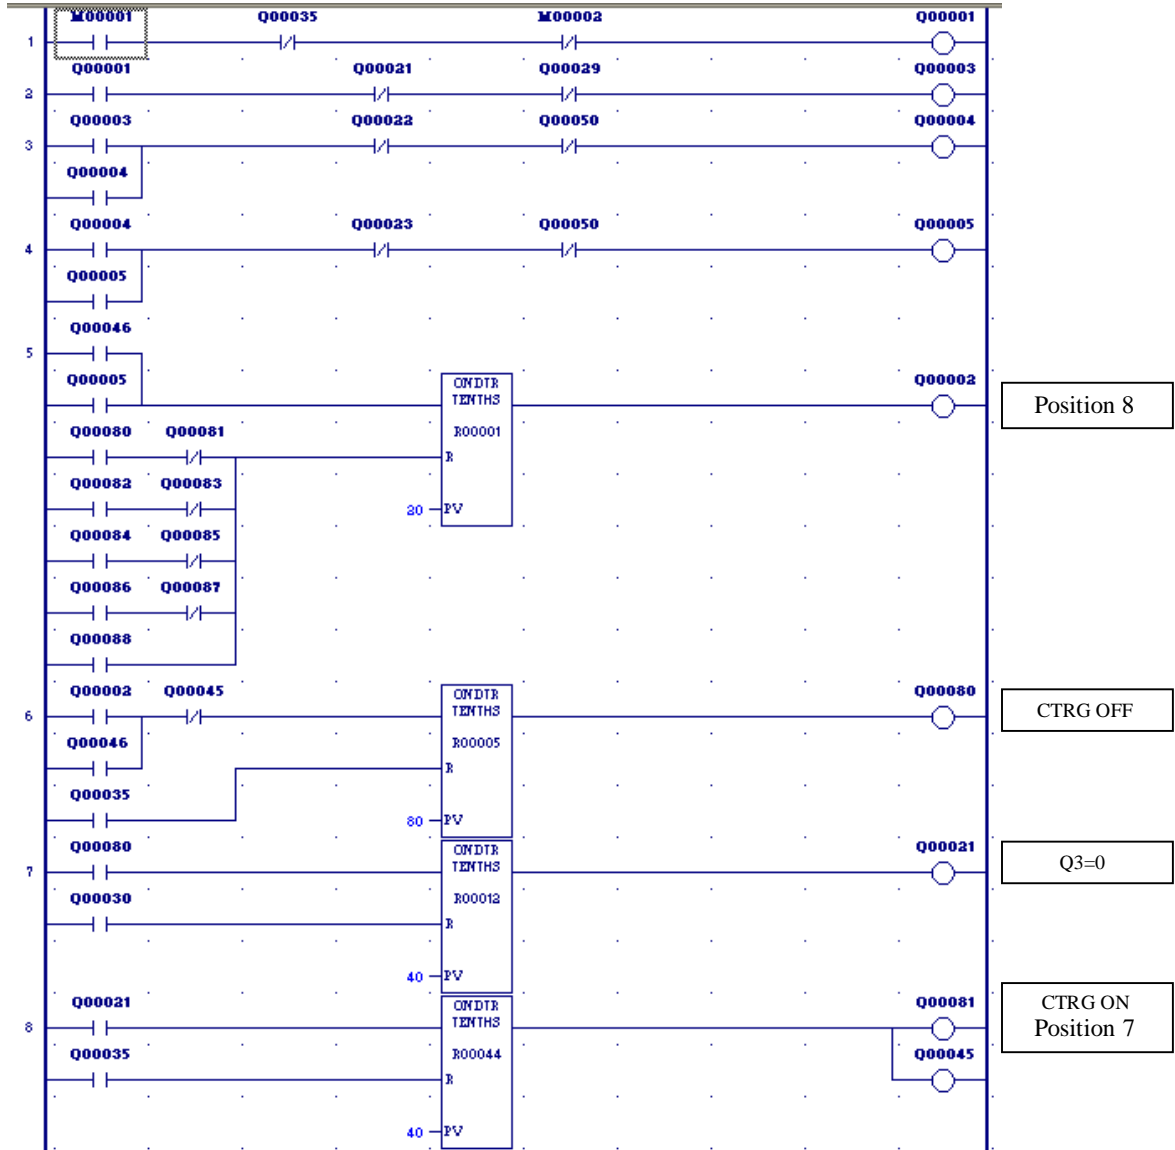 M00001 Q00035 M00002 Q00001
1
Q00001 Q00021 Q00029 Q00003
2
Q00003 Q00022 Q00050 Q00004
3
Q00004
Q00004 Q00023 Q00050 Q00005
4
Q00005
Q00046
5
Q00005 ONDTR Q00002
TENTHS
Position 8
Q00080 Q00081 R00001
R
Q00082 Q00083
20 PV
Q00084 Q00085
Q00086 Q00087
Q00088
Q00002 Q00045 ONDTR Q00080
TENTHS
6 CTRG OFF
Q00046 R00005
R
Q00035
80 PV
Q00080 ONDTR Q00021
TENTHS
7 Q3=0
Q00030 R00012
R
40 PV
Q00021 ONDTR Q00081
TENTHS
CTRG ON
8 Position 7
Q00035 R00044 Q00045
R
40 PV